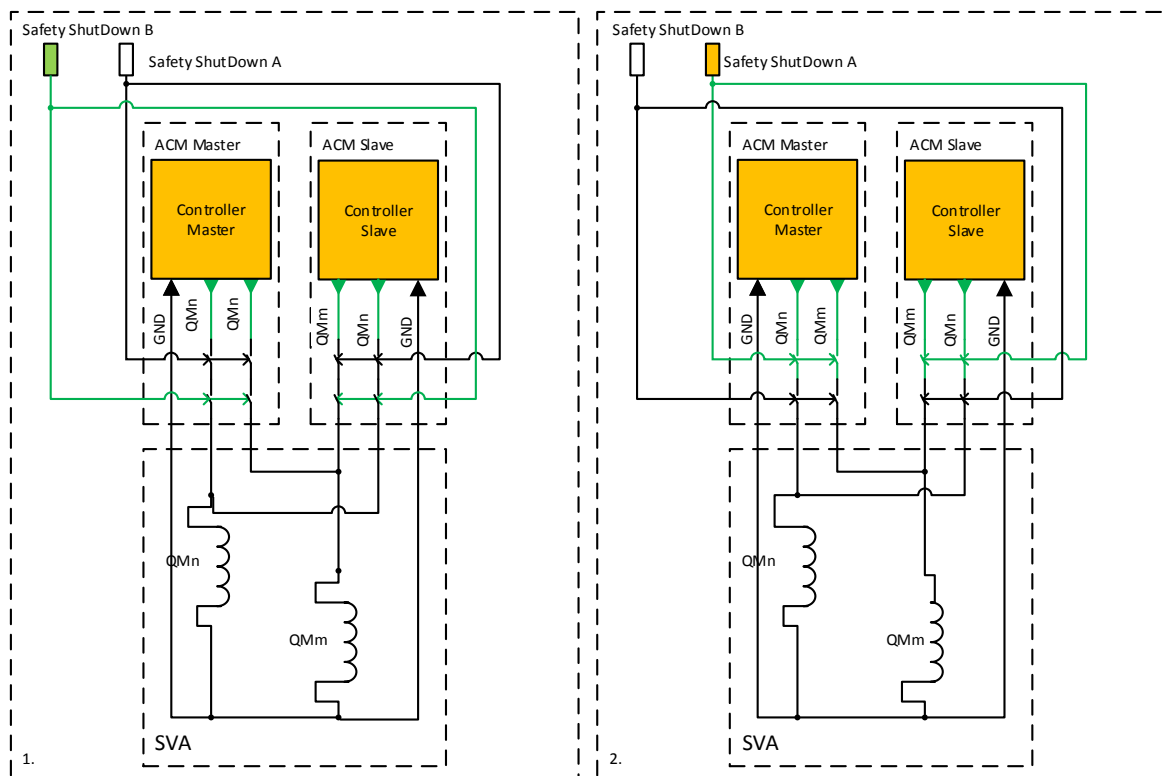 Safety ShutDown B
Safety ShutDown A
ACM Master
ACM Slave
Controller
Master
Controller
Slave
GND
QMn
QMn
QMm
QMn
GND
QMn
QMm
SVA
1.
Safety ShutDown B
Safety ShutDown A
ACM Master
ACM Slave
Controller
Master
Controller
Slave
GND
QMn
QMm
QMm
QMn
GND
QMn
QMm
SVA
2.